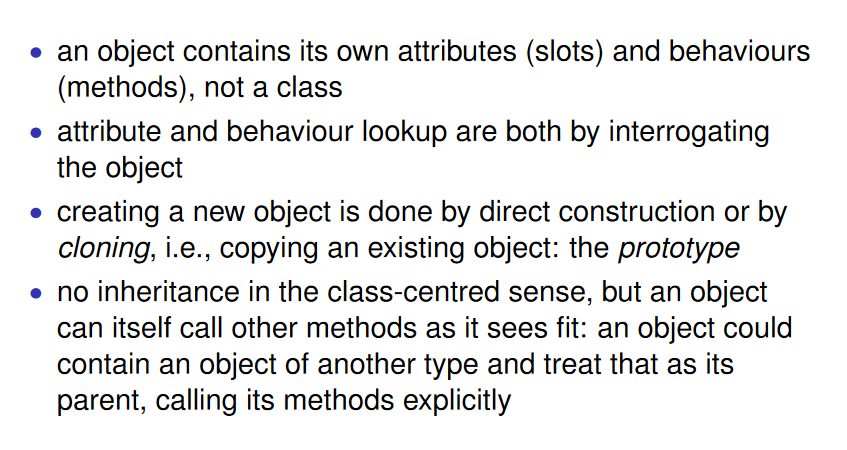 • an object contains its own attributes (slots) and behaviours
(methods), not a class
• attribute and behaviour lookup are both by interrogating
the object
• creating a new object is done by direct construction or by
cloning, i.e., copying an existing object: the prototype
• no inheritance in the class-centred sense, but an object
can itself call other methods as it sees fit: an object could
contain an object of another type and treat that as its
parent, calling its methods explicitly